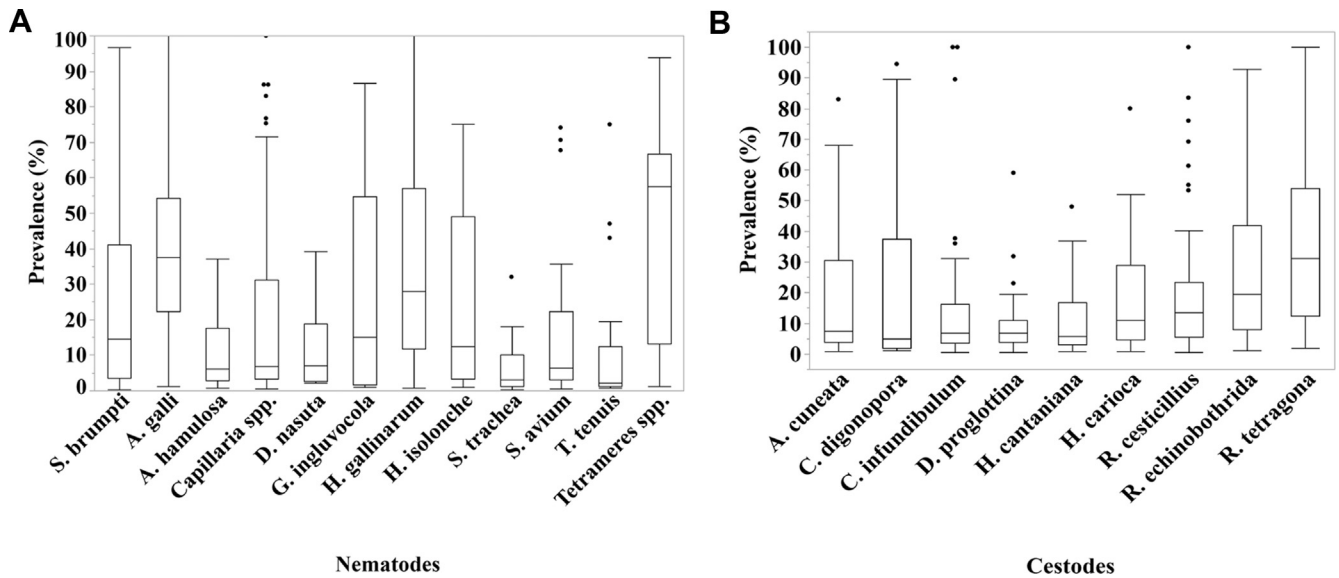 A
Prevalence (%)
100
90
80
70
60
50
40
30
20
10
0
S. brumpti
A. galli
A. hamulosa
Capillaria spp.
D. nasuta
G. ingluvocola
H. gallinarum
H. isolonche
S. trachea
S. avium
T. tenuis
Tetrameres spp.
Nematodes
B
Prevalence (%)
100
90
80
70
60
50
40
30
20
10
0
A. cuneata
C. digonopora
C. infundibulum
D. proglottina
H. cantaniana
H. carioca
R. cesticillius
R. echinobothrida
R. tetragona
Cestodes